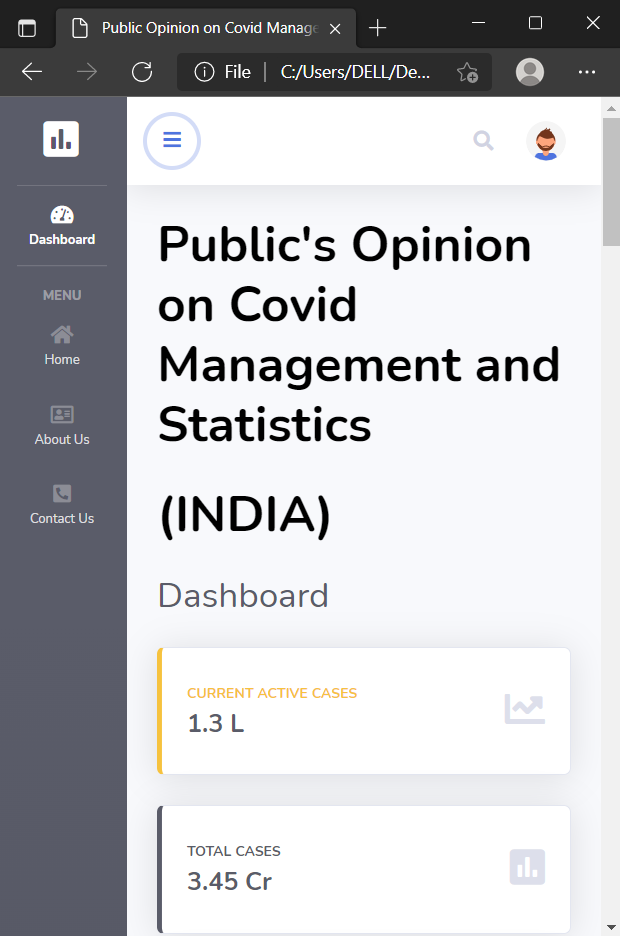 Public Opinion on Covid Manage
File
C:/Users/DELL/De...
Dashboard
MENU
Home
About Us
Contact Us
Public's Opinion
on Covid
Management and
Statistics
(INDIA)
Dashboard
CURRENT ACTIVE CASES
1.3 L
TOTAL CASES
3.45 Cr